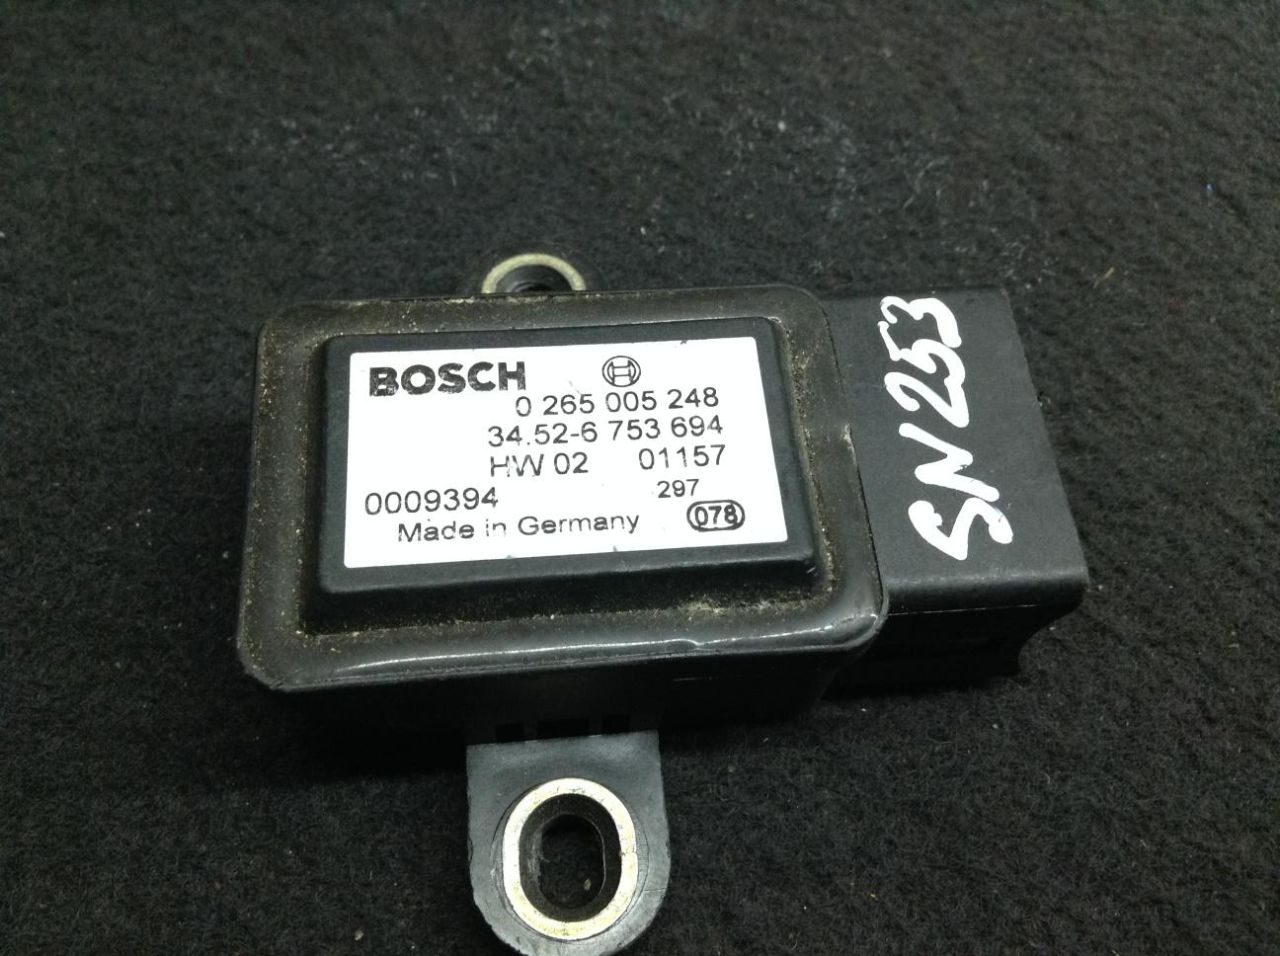 BOSCH
0 265 005 248
34.52-6 753 694
HW 02 01157
0009394 297
Made in Germany 078
SN253